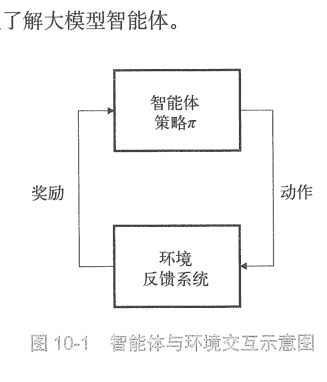 了解大模型智能体。
智能体
策略π
奖励
动作
环境
反馈系统
图 10-1 智能体与环境交互示意图